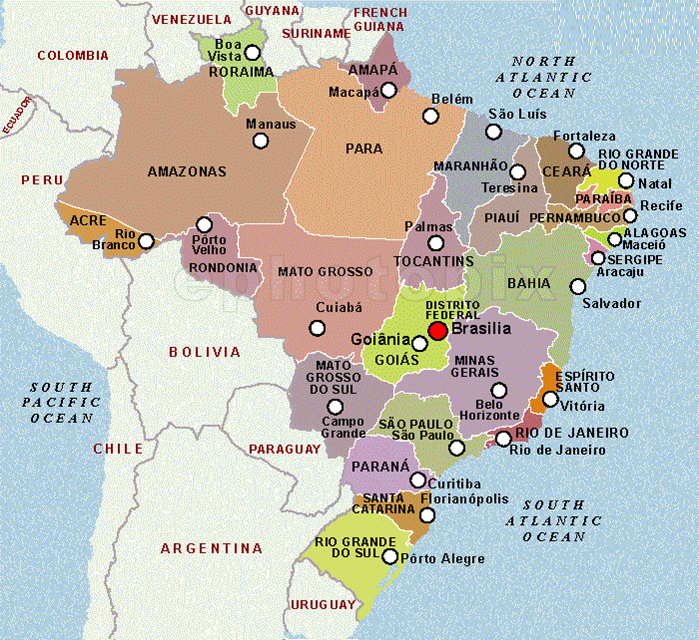 GUYANA
FRENCH
GUIANA
VENEZUELA
SURINAME
COLOMBIA
Boa
Vista
RORAIMA
AMAPÁ
Macapá
NORTH
ATLANTIC
OCEAN
ECUADOR
Belém
São Luís
Manaus
Fortaleza
PARA
RIO GRANDE
DO NORTE
MARANHÃO
CEARÁ
AMAZONAS
PERU
Teresina
Natal
PARAÍBA
Recife
ACRE
PIAUÍ
PERNAMBUCO
Rio
Branco
Pôrto
Velho
Palmas
ALAGOAS
Maceió
RONDONIA
MATO GROSSO
TOCANTINS
SERGIPE
Aracaju
BAHIA
Salvador
ephotopix
Cuiabá
DISTRITO
FEDERAL
Brasilia
Goiânia
GOIÁS
BOLIVIA
MINAS
GERAIS
MATO
GROSSO
DO SUL
ESPÍRITO
SANTO
SOUTH
PACIFIC
OCEAN
Belo
Horizonte
Vitória
Campo
Grande
SÃO PAULO
São Paulo
RIO DE JANEIRO
Rio de Janeiro
CHILE
PARAGUAY
PARANÁ
Curitiba
SANTA
CATARINA
Florianópolis
SOUTH
ATLANTIC
OCEAN
ARGENTINA
RIO GRANDE
DO SUL
Pôrto Alegre
URUGUAY